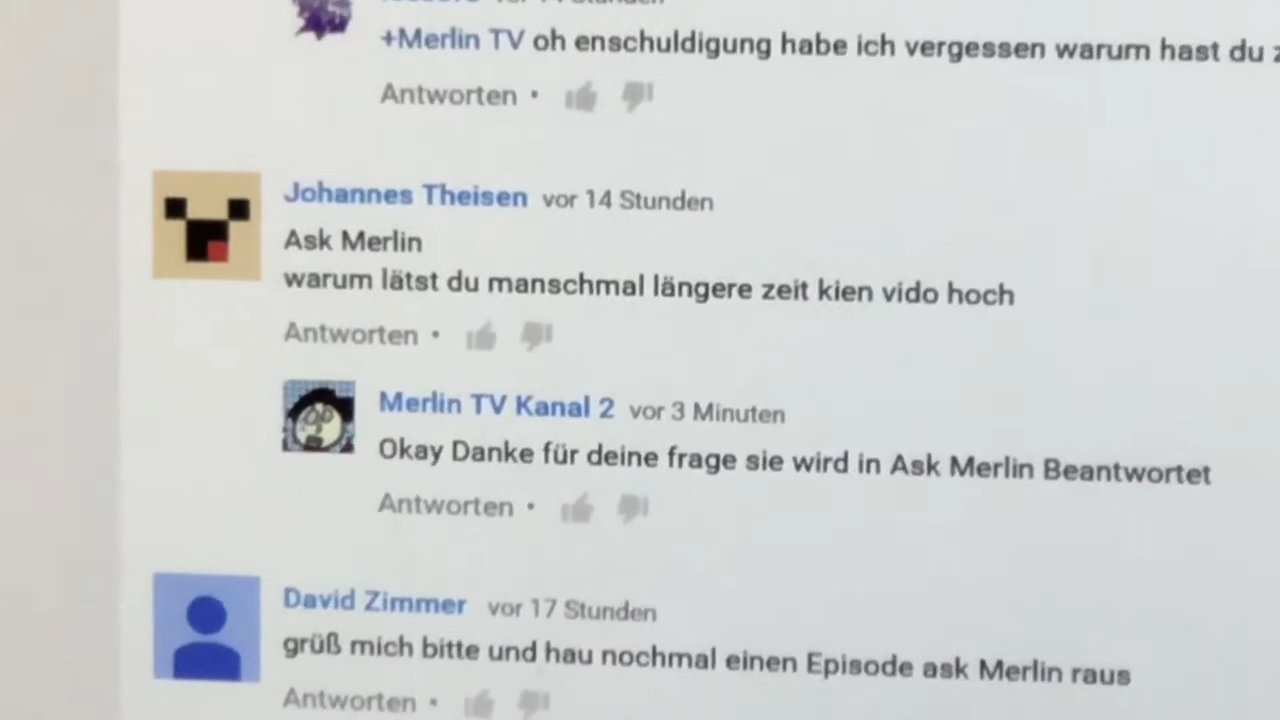 +Merlin TV oh enschuldigung habe ich vergessen warum hast du
Antworten •
Johannes Theisen vor 14 Stunden
Ask Merlin
warum lätst du manschmal längere zeit kien vido hoch
Antworten •
Merlin TV Kanal 2 vor 3 Minuten
Okay Danke für deine frage sie wird in Ask Merlin Beantwortet
Antworten •
David Zimmer vor 17 Stunden
grüß mich bitte und hau nochmal einen Episode ask Merlin raus
Antworten •